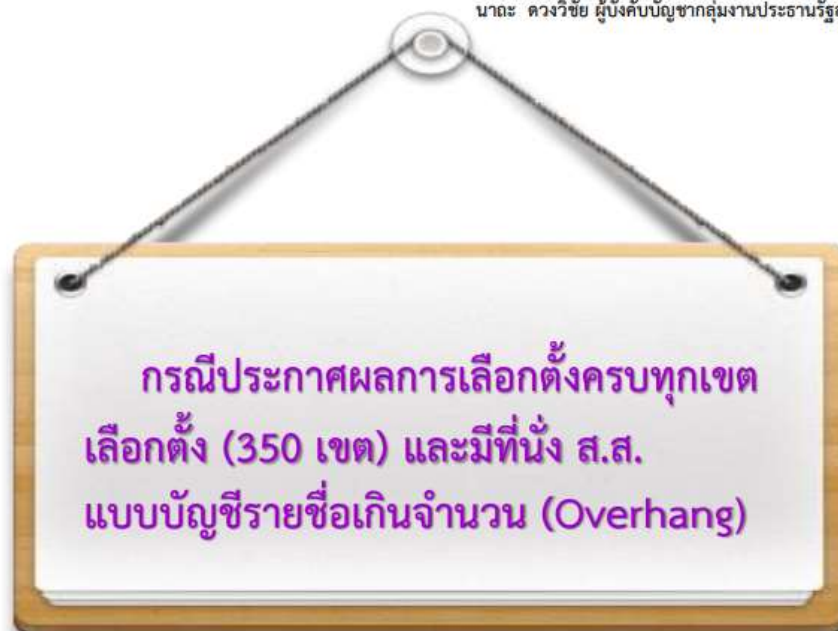 นาถะ ดวงวิชัย ผู้บังคับบัญชากลุ่มงานประธานรัฐส
กรณีประกาศผลการเลือกตั้งครบทุกเขต
เลือกตั้ง (350 เขต) และมีที่นั่ง ส.ส.
แบบบัญชีรายชื่อเกินจำนวน (Overhang)